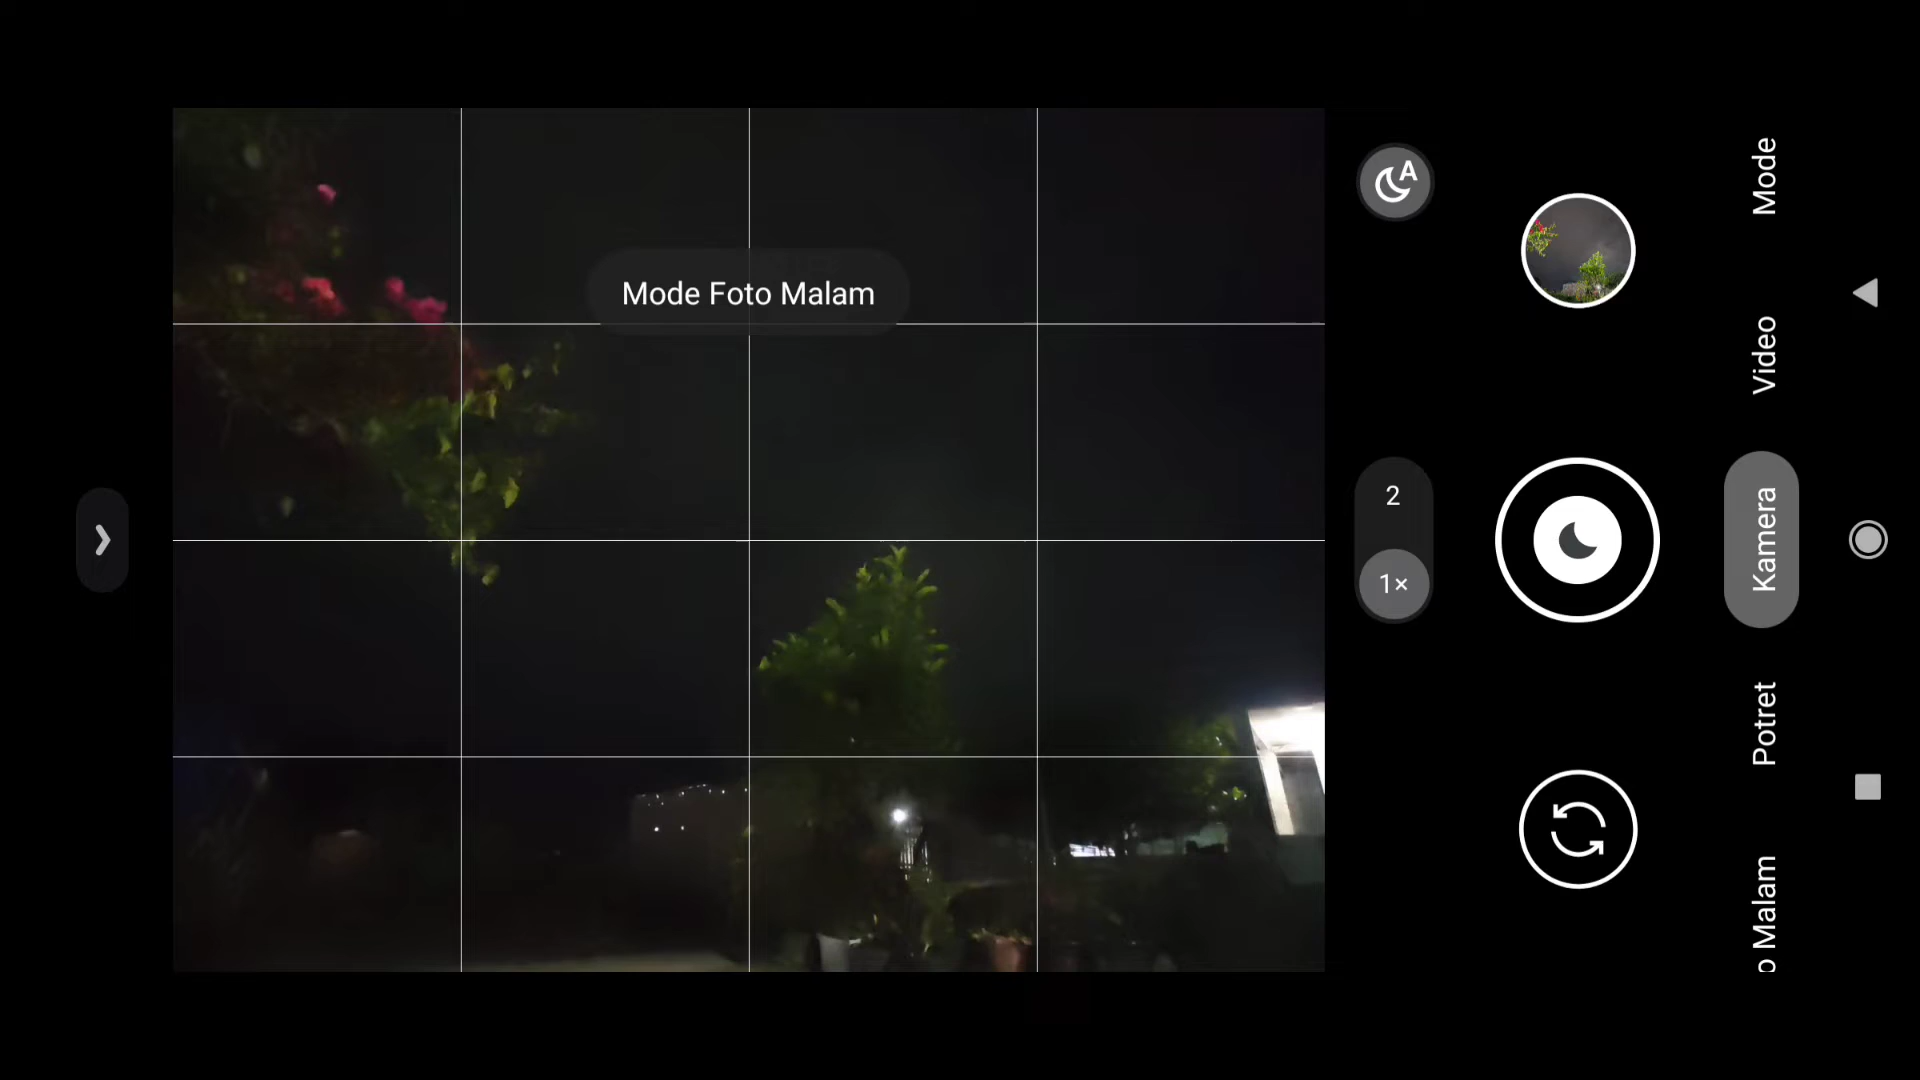 Mode Foto Malam
A
2
1×
Mode
Video
Kamera
Potret
o Malam